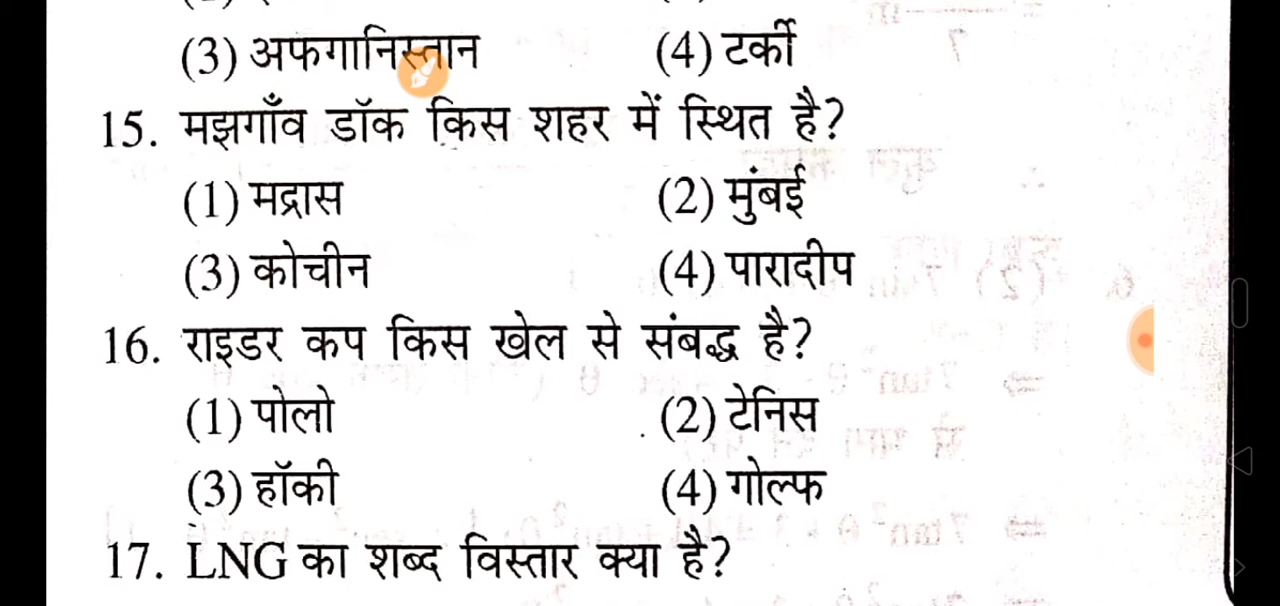 (3) अफगानिस्तान (4) टर्की
15. मझगाँव डॉक किस शहर में स्थित है?
(1) मद्रास (2) मुंबई
(3) कोचीन (4) पारादीप
16. राइडर कप किस खेल से संबद्ध है?
(1) पोलो (2) टेनिस
(3) हॉकी (4) गोल्फ
17. LNG का शब्द विस्तार क्या है?